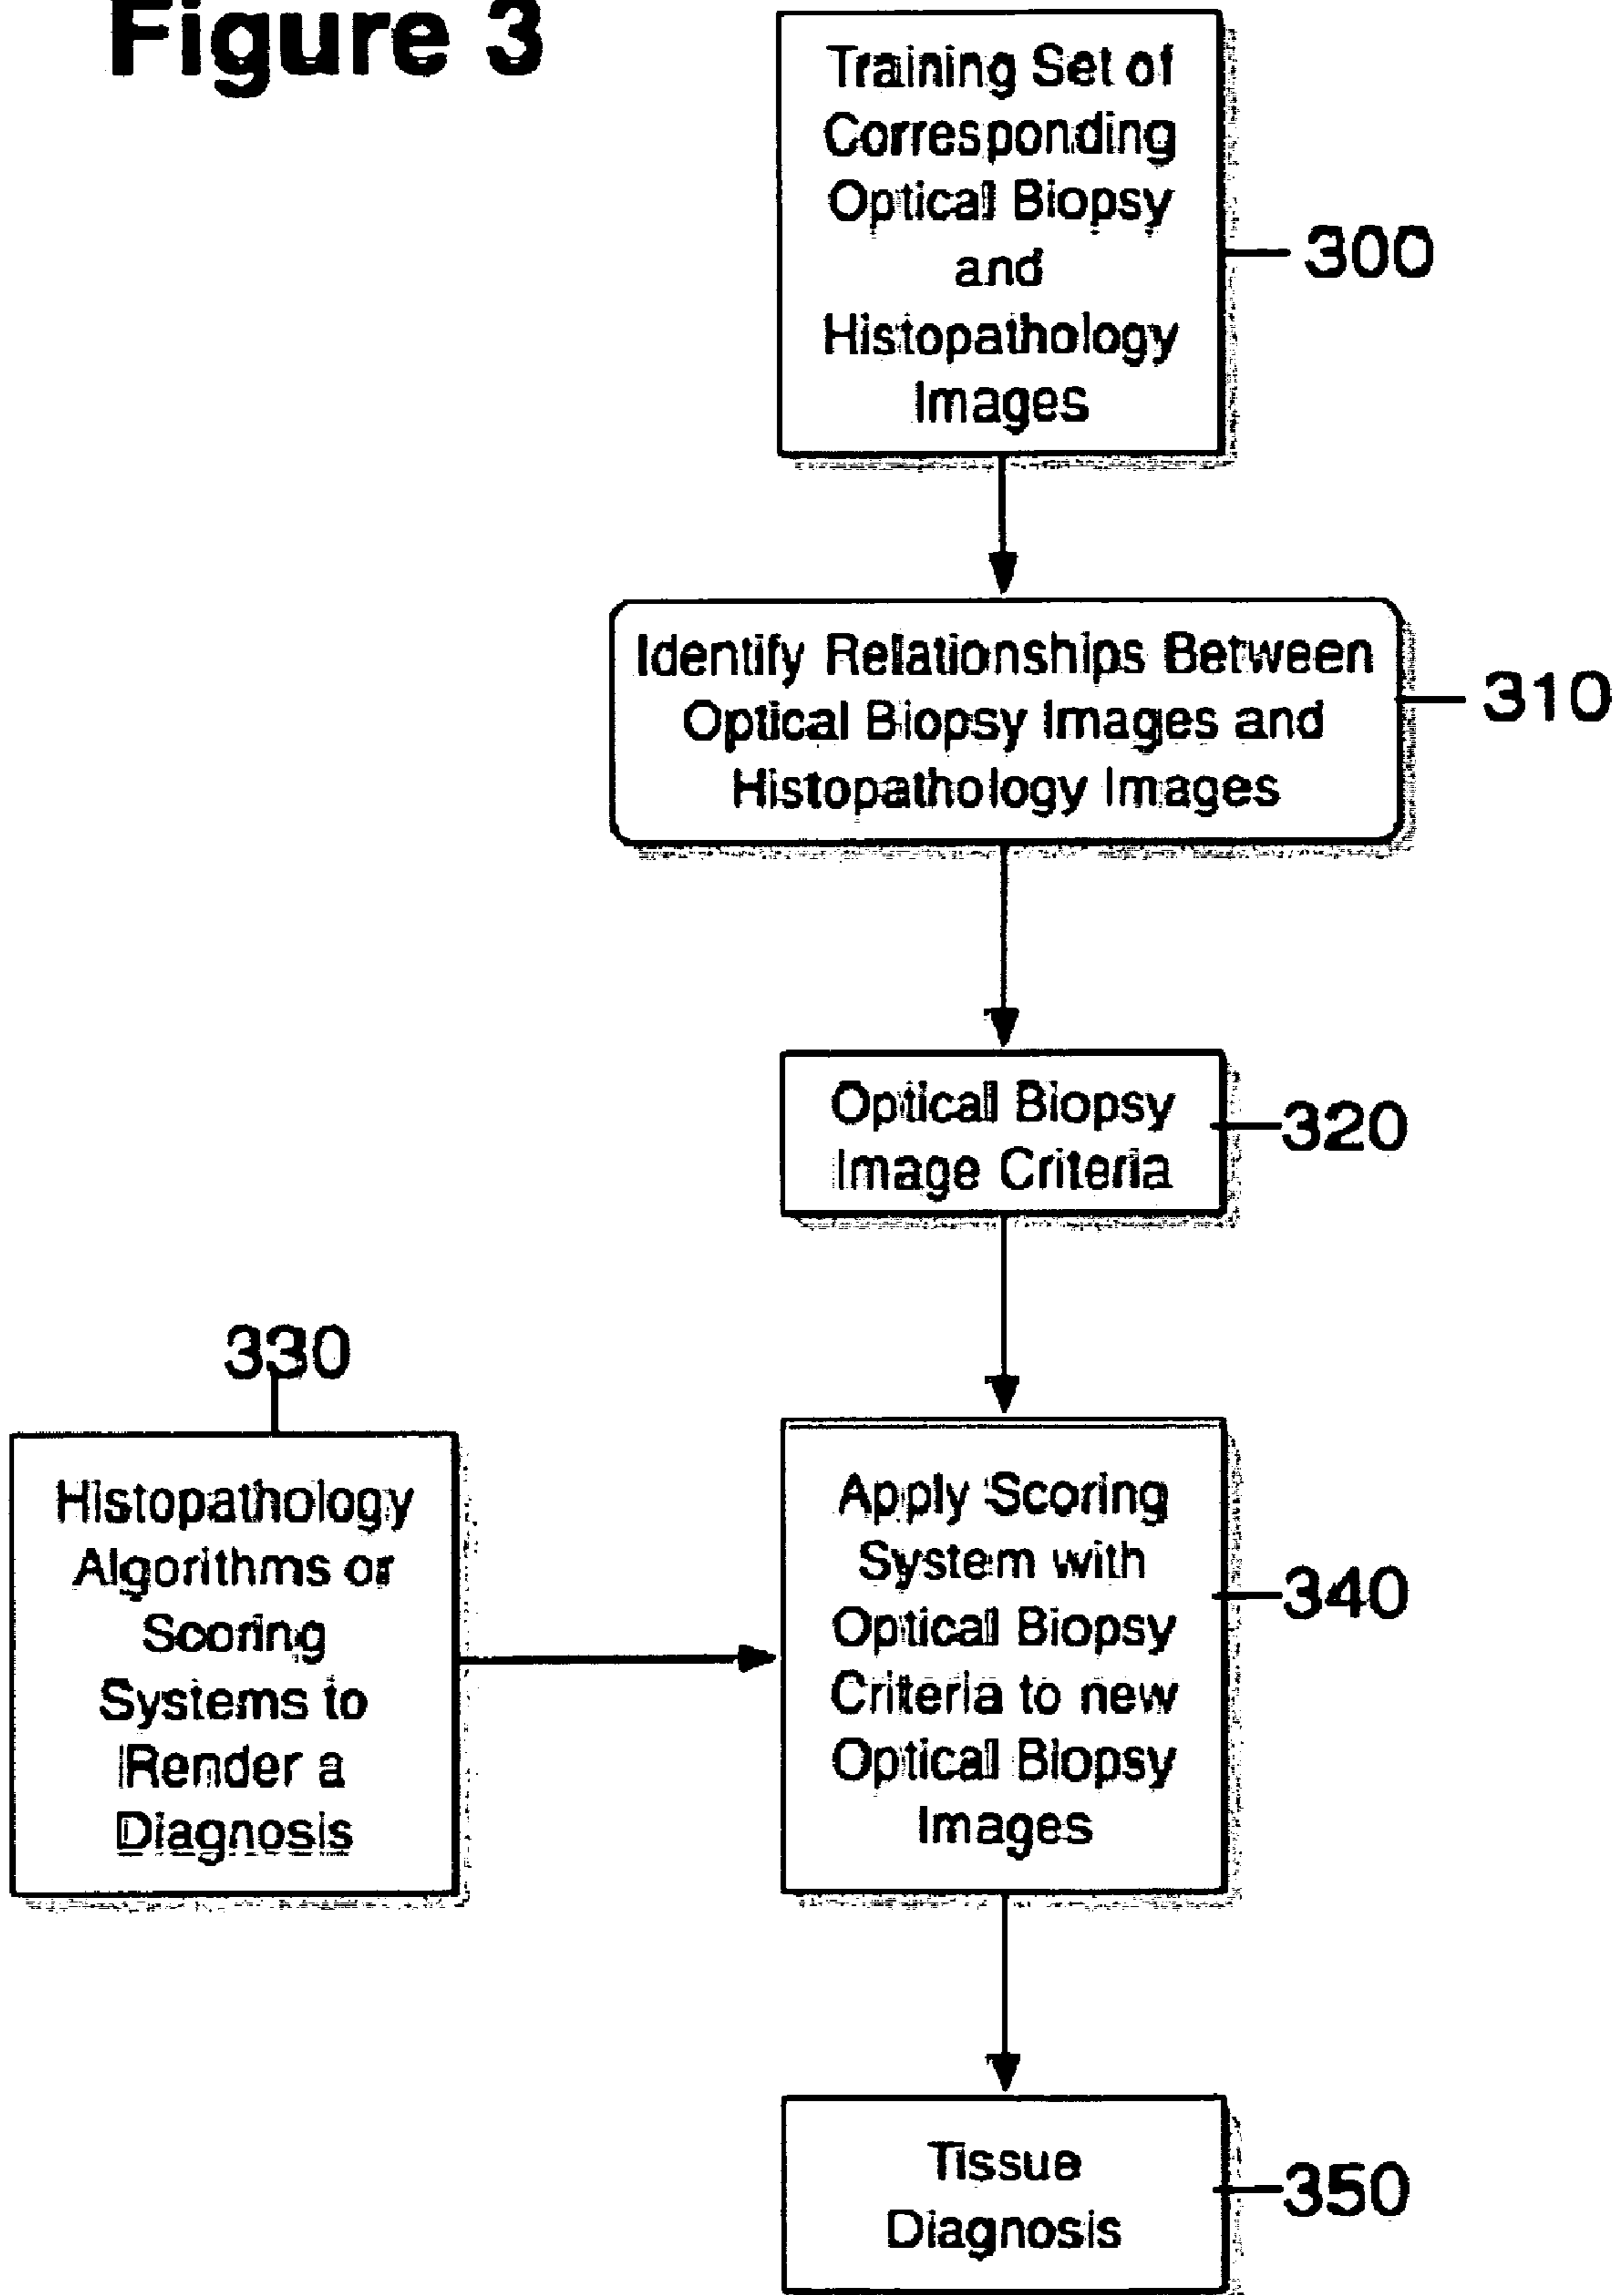 Figure 3
Training Set of
Corresponding
Optical Biopsy
and
Histopathology
Images
300
Identify Relationships Between
Optical Biopsy Images and
Histopathology Images
310
Optical Biopsy
Image Criteria
320
330
Histopathology
Algorithms or
Scoring
Systems to
Render a
Diagnosis
Apply Scoring
System with
Optical Biopsy
Criteria to new
Optical Biopsy
Images
340
Tissue
Diagnosis
350